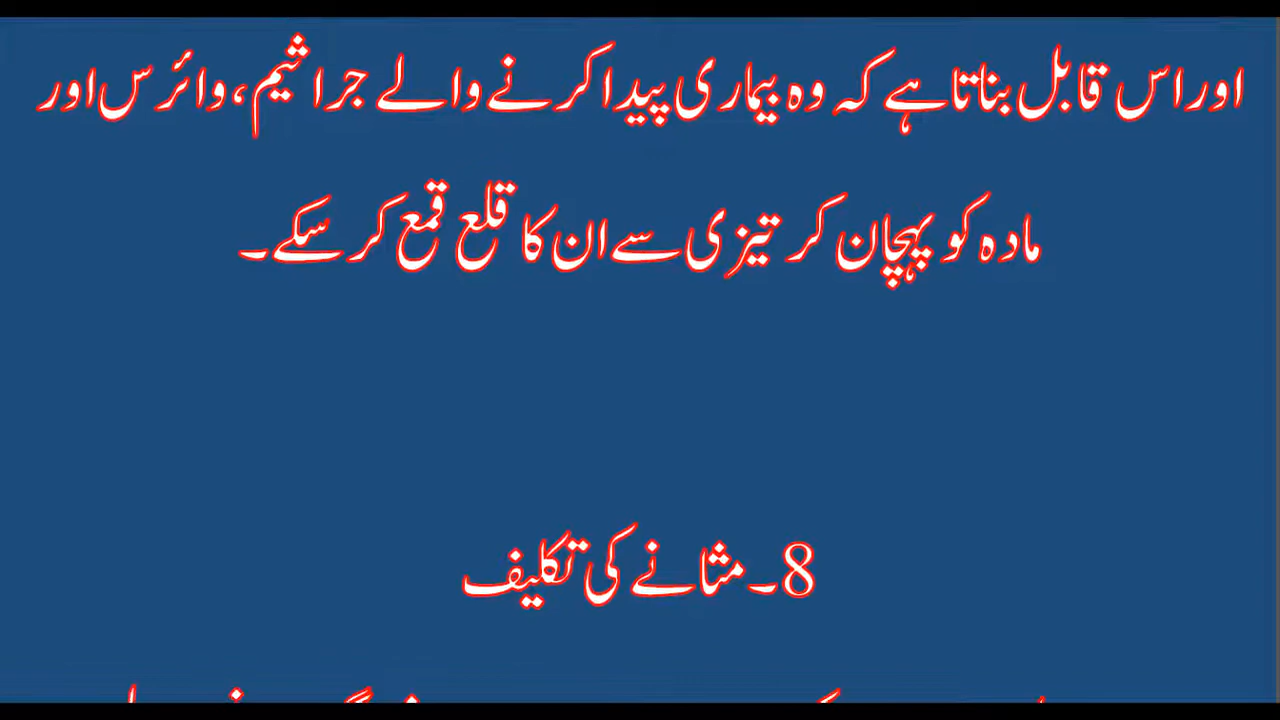 اور اس قابل بناتا ہے کہ وہ بیماری پیدا کرنے والے جراثیم، وائرس اور
مادہ کو پہچان کر تیزی سے ان کا قلع قمع کر سکے۔
8۔ مثانے کی تکلیف